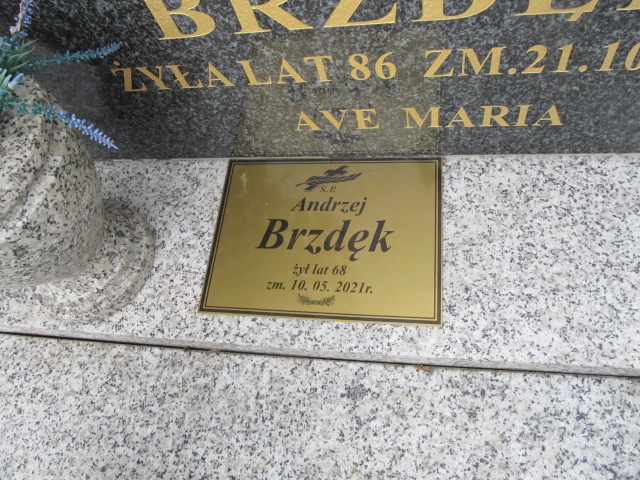 ŻYŁA LAT 86 ZM.21.10
AVE MARIA
Ś.P.
Andrzej
Brzdęk
żył lat 68
zm. 10. 05. 2021r.